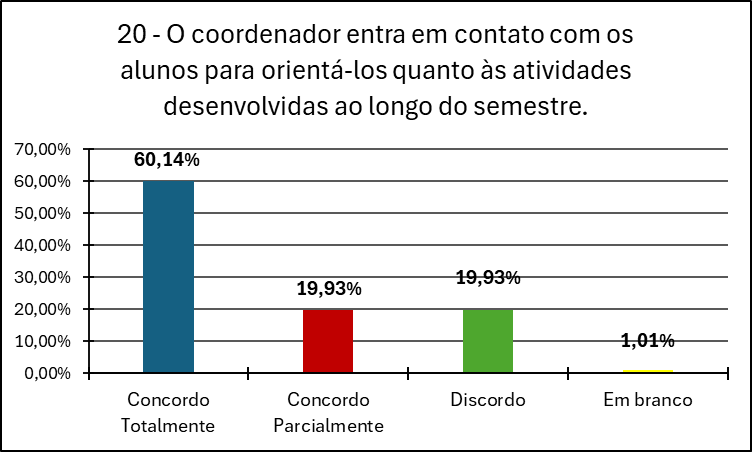 20 - O coordenador entra em contato com os
alunos para orientá-los quanto às atividades
desenvolvidas ao longo do semestre.
70,00%
60,00%
50,00%
40,00%
30,00%
20,00%
10,00%
0,00%
60,14%
19,93%
19,93%
1,01%
Concordo
Totalmente
Concordo
Parcialmente
Discordo
Em branco